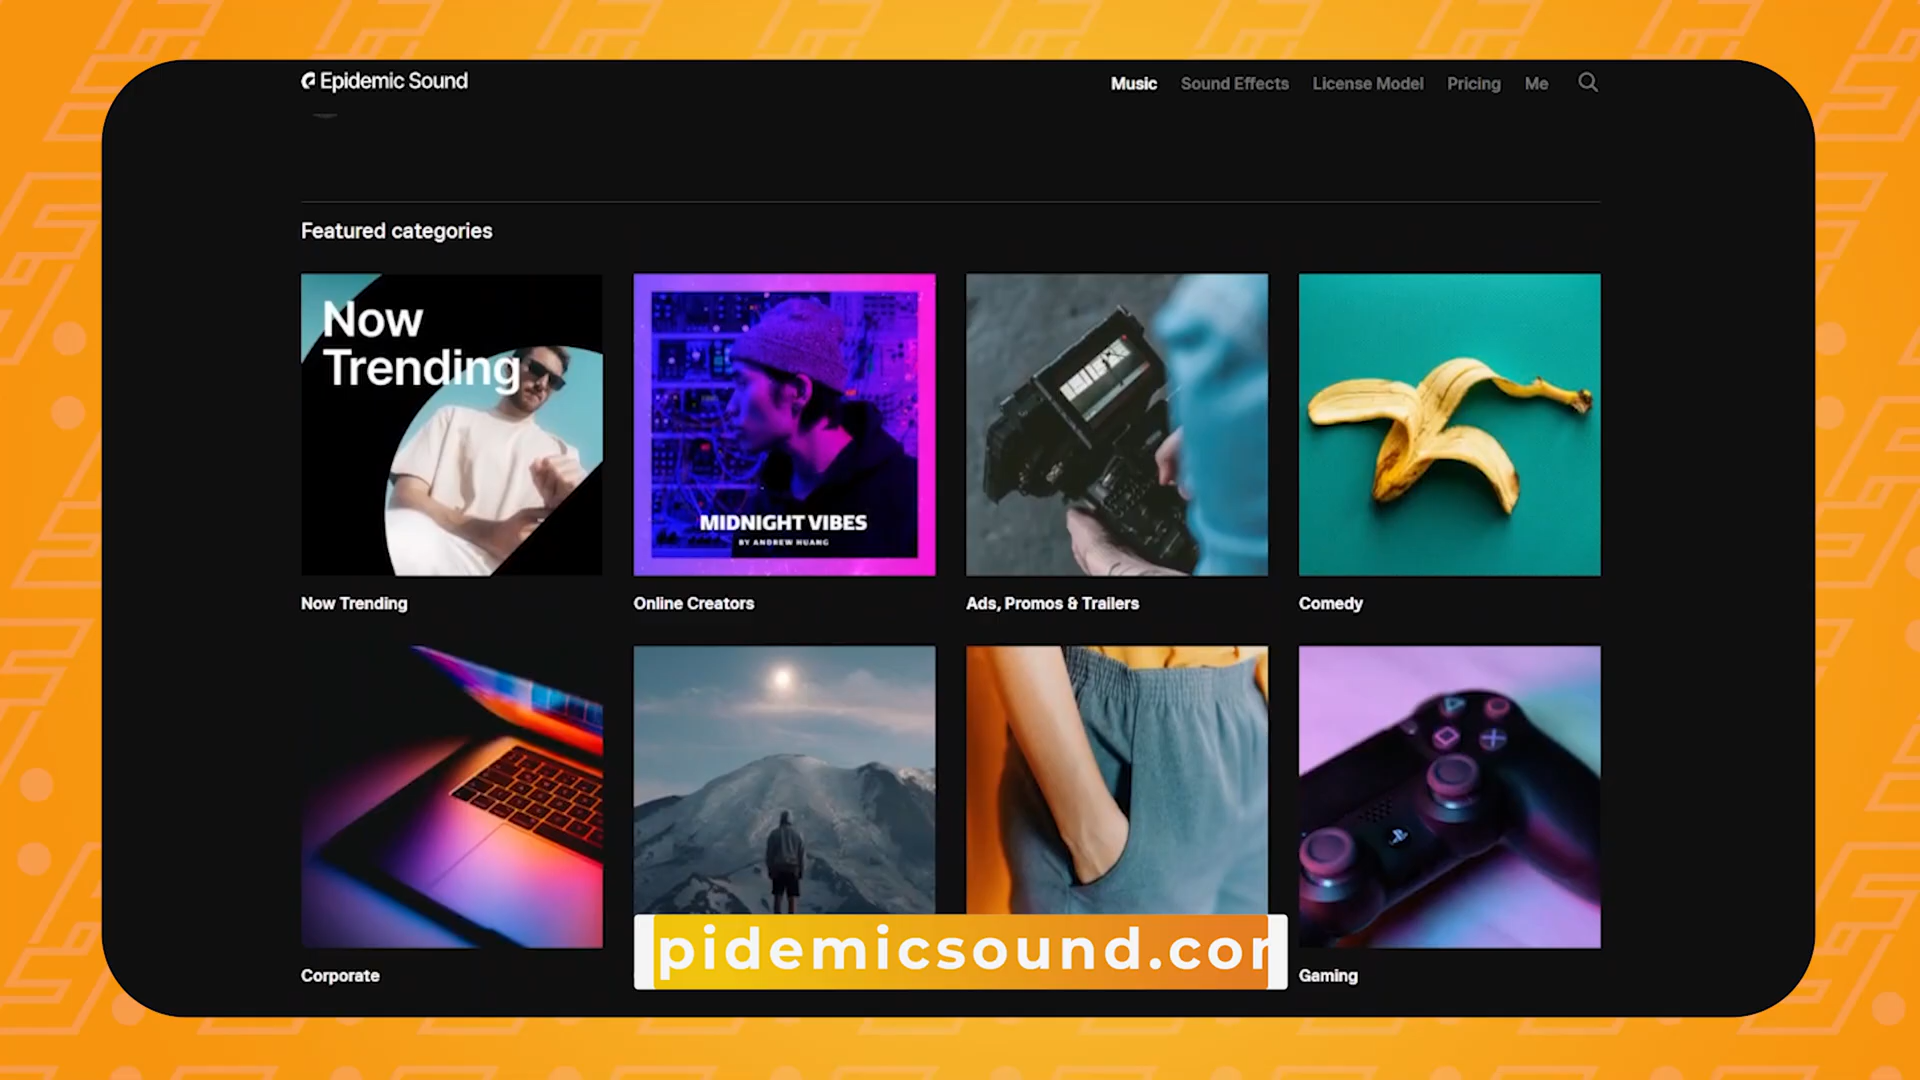 Epidemic Sound
Music Sound Effects License Model Pricing Me
Featured categories
Now
Trending
MIDNIGHT VIBES
BY ANDREW HUANG
Now Trending
Online Creators
Ads, Promos & Trailers
Comedy
pidemicsound.com
Corporate
Gaming